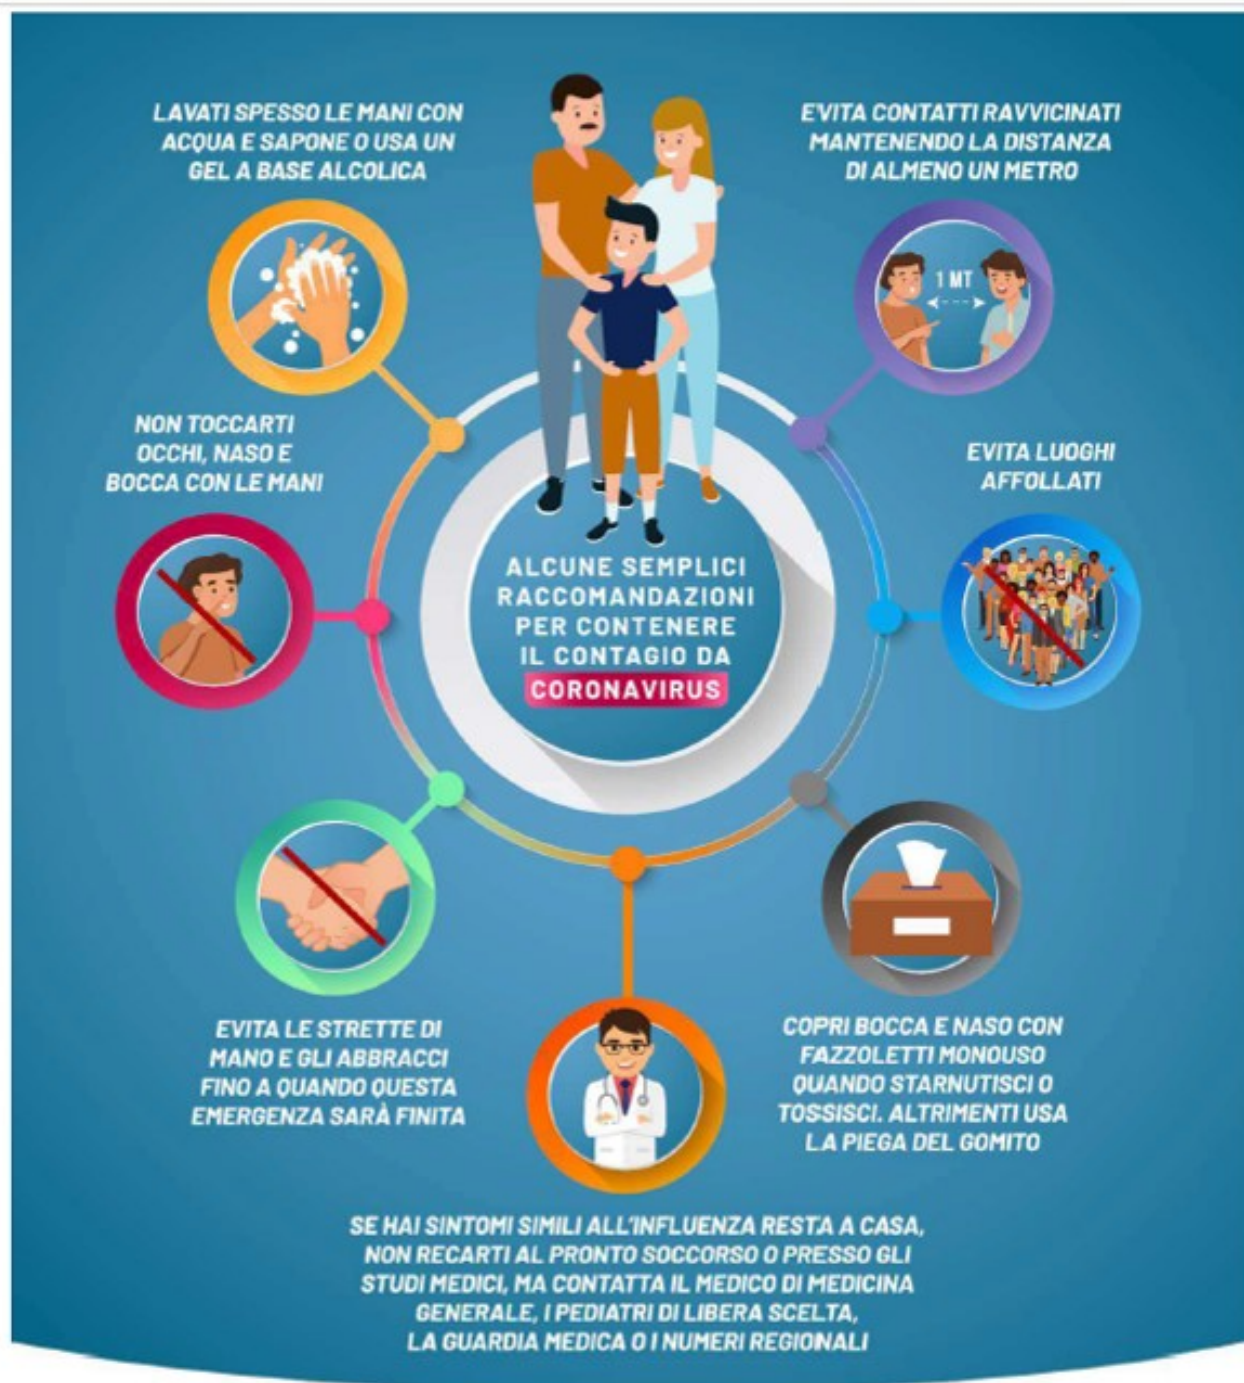 LAVATI SPESSO LE MANI CON
ACQUA E SAPONE O USA UN
GEL A BASE ALCOLICA
EVITA CONTATTI RAVVICINATI
MANTENENDO LA DISTANZA
DI ALMENO UN METRO
1 MT
NON TOCCARTI
OCCHI, NASO E
BOCCA CON LE MANI
EVITA LUOGHI
AFFOLLATI
ALCUNE SEMPLICI
RACCOMANDAZIONI
PER CONTENERE
IL CONTAGIO DA
CORONAVIRUS
EVITA LE STRETTE DI
MANO E GLI ABBRACCI
FINO A QUANDO QUESTA
EMERGENZA SARÀ FINITA
COPRI BOCCA E NASO CON
FAZZOLETTI MONOUSO
QUANDO STARNUTISCI O
TOSSISCI. ALTRIMENTI USA
LA PIEGA DEL GOMITO
SE HAI SINTOMI SIMILI ALL'INFLUENZA RESTA A CASA,
NON RECARTI AL PRONTO SOCCORSO O PRESSO GLI
STUDI MEDICI, MA CONTATTA IL MEDICO DI MEDICINA
GENERALE, I PEDIATRI DI LIBERA SCELTA,
LA GUARDIA MEDICA O I NUMERI REGIONALI